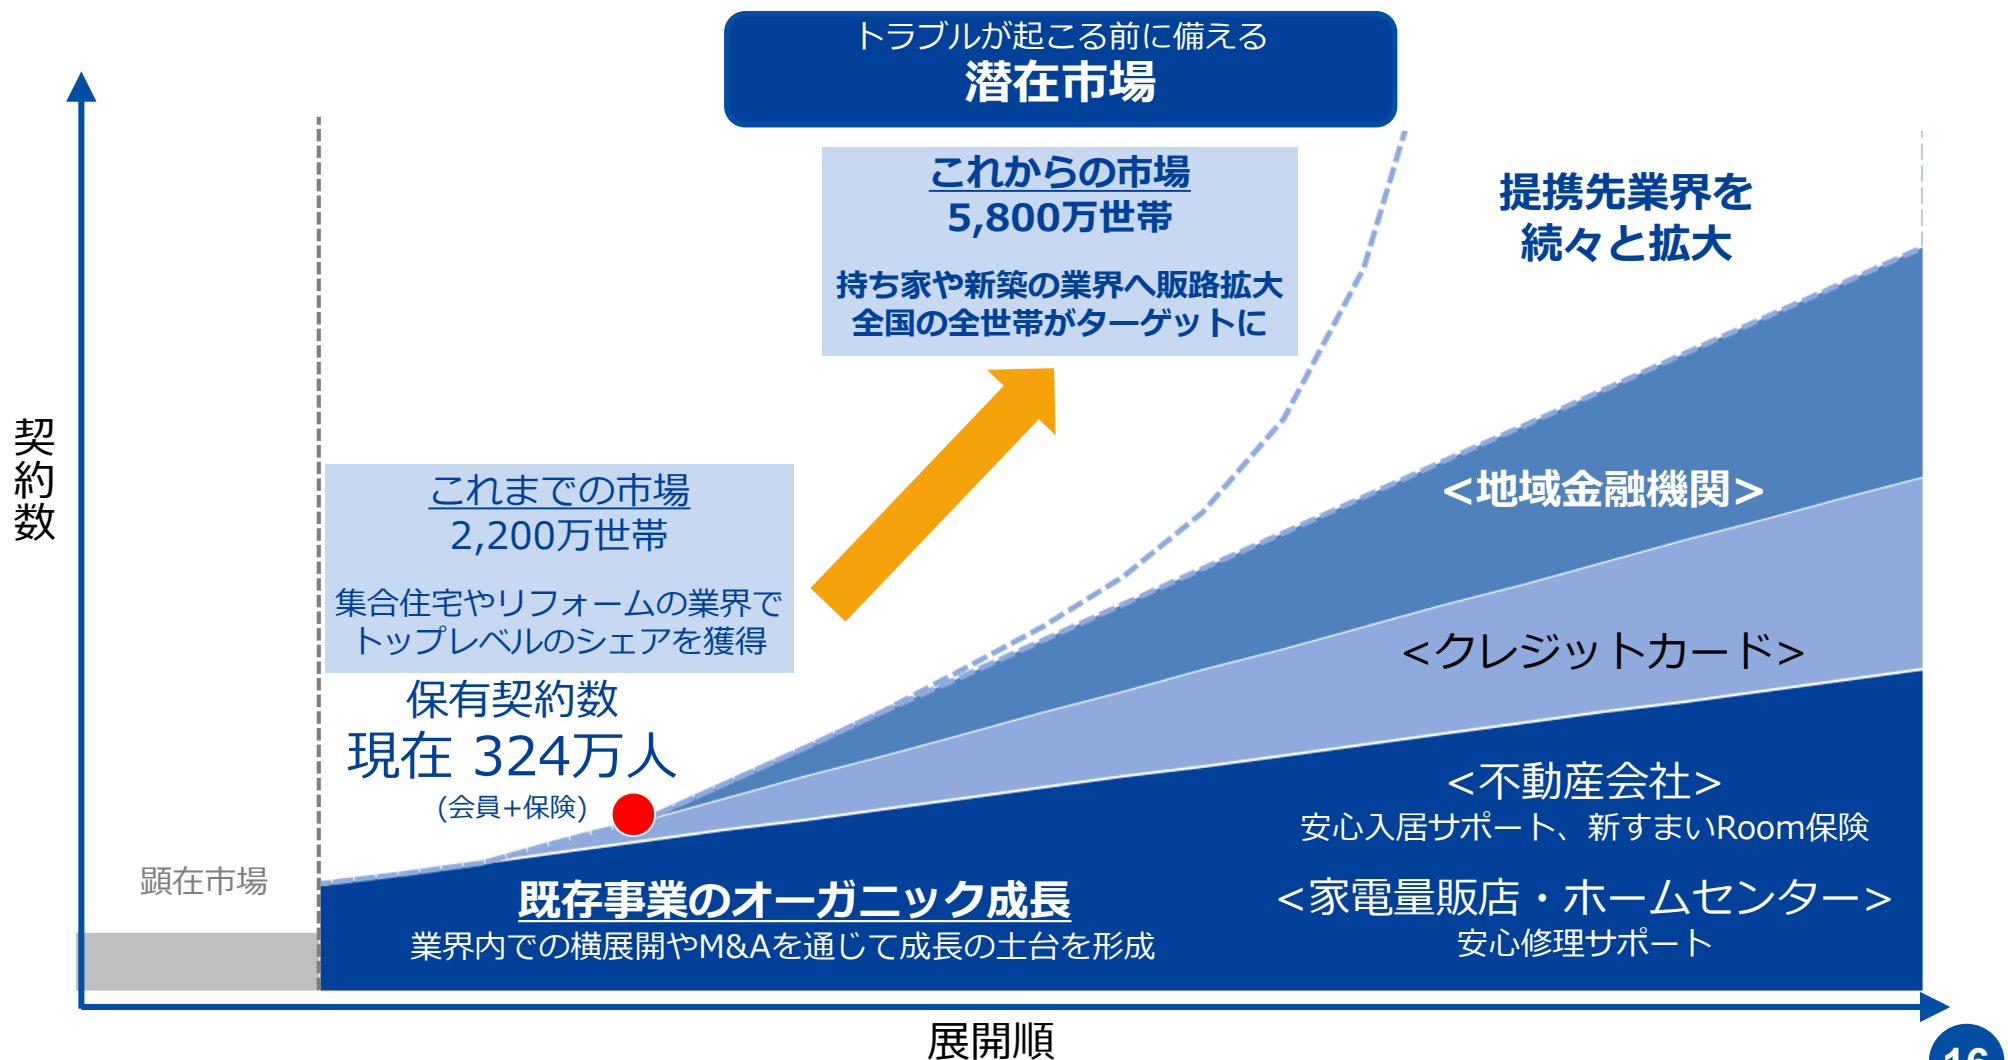 トラブルが起こる前に備える
潜在市場
これからの市場
5,800万世帯
持ち家や新築の業界へ販路拡大
全国の全世帯がターゲットに
提携先業界を
続々と拡大
契約数
これまでの市場
2,200万世帯
集合住宅やリフォームの業界で
トップレベルのシェアを獲得
保有契約数
現在 324万人
(会員+保険)
<地域金融機関>
<クレジットカード>
<不動産会社>
安心入居サポート、新すまいRoom保険
<家電量販店・ホームセンター>
安心修理サポート
顕在市場
既存事業のオーガニック成長
業界内での横展開やM&Aを通じて成長の土台を形成
展開順
16